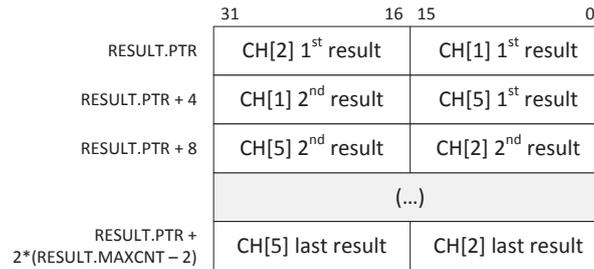 31 16 15 0
RESULT.PTR CH[2] 1st result CH[1] 1st result
RESULT.PTR + 4 CH[1] 2nd result CH[5] 1st result
RESULT.PTR + 8 CH[5] 2nd result CH[2] 2nd result
(...)
RESULT.PTR +
2*(RESULT.MAXCNT – 2) CH[5] last result CH[2] last result